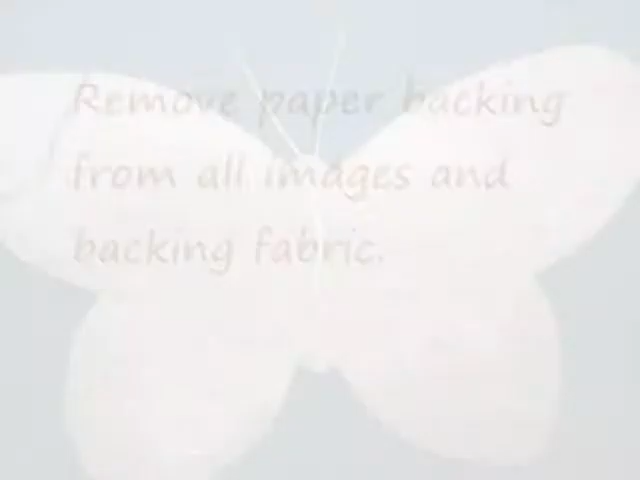 Remove paper backing
from all images and
backing fabric.